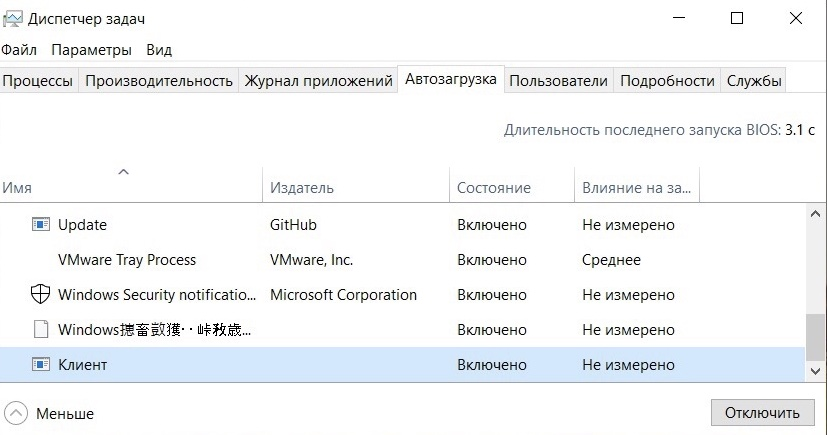 Диспетчер задач
Файл Параметры Вид
Процессы Производительность Журнал приложений Автозагрузка Пользователи Подробности Службы
Длительность последнего запуска BIOS: 3.1 с
Имя Издатель Состояние Влияние на за...
Update GitHub Включено Не измерено
VMware Tray Process VMware, Inc. Включено Среднее
Windows Security notificatio... Microsoft Corporation Включено Не измерено
Windows Включено Не измерено
Клиент Включено Не измерено
Меньше Отключить